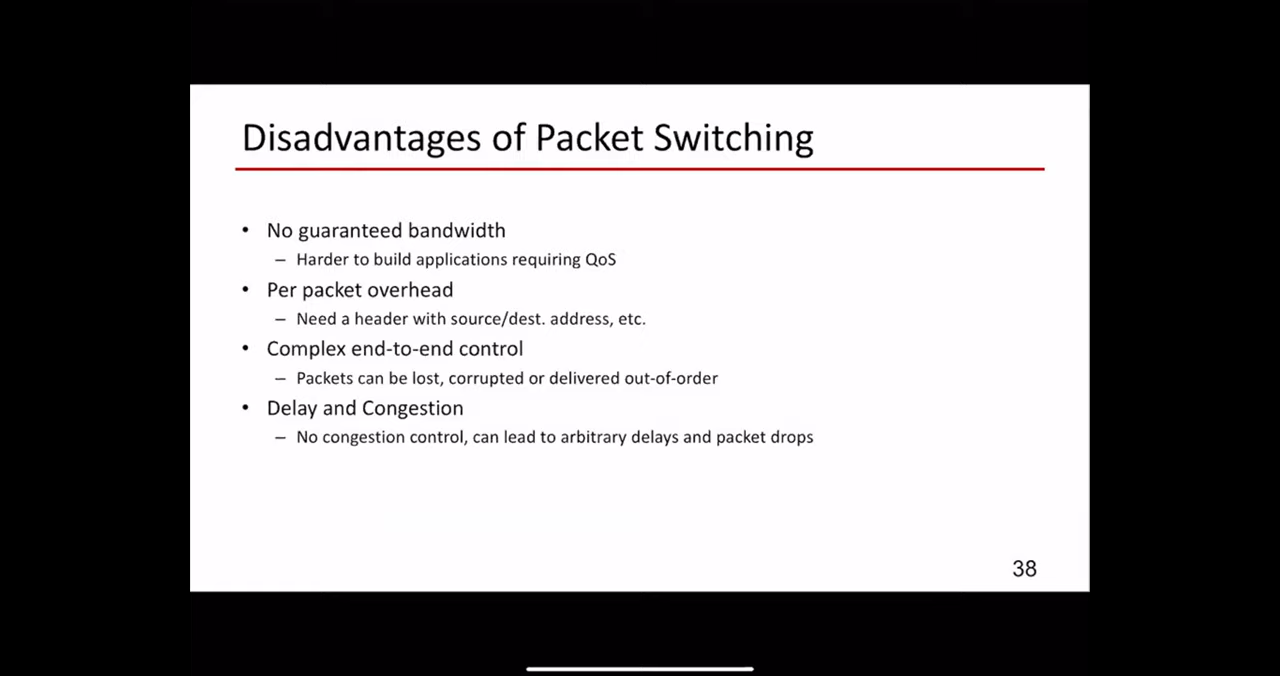 Disadvantages of Packet Switching
• No guaranteed bandwidth
– Harder to build applications requiring QoS
• Per packet overhead
– Need a header with source/dest. address, etc.
• Complex end-to-end control
– Packets can be lost, corrupted or delivered out-of-order
• Delay and Congestion
– No congestion control, can lead to arbitrary delays and packet drops
38